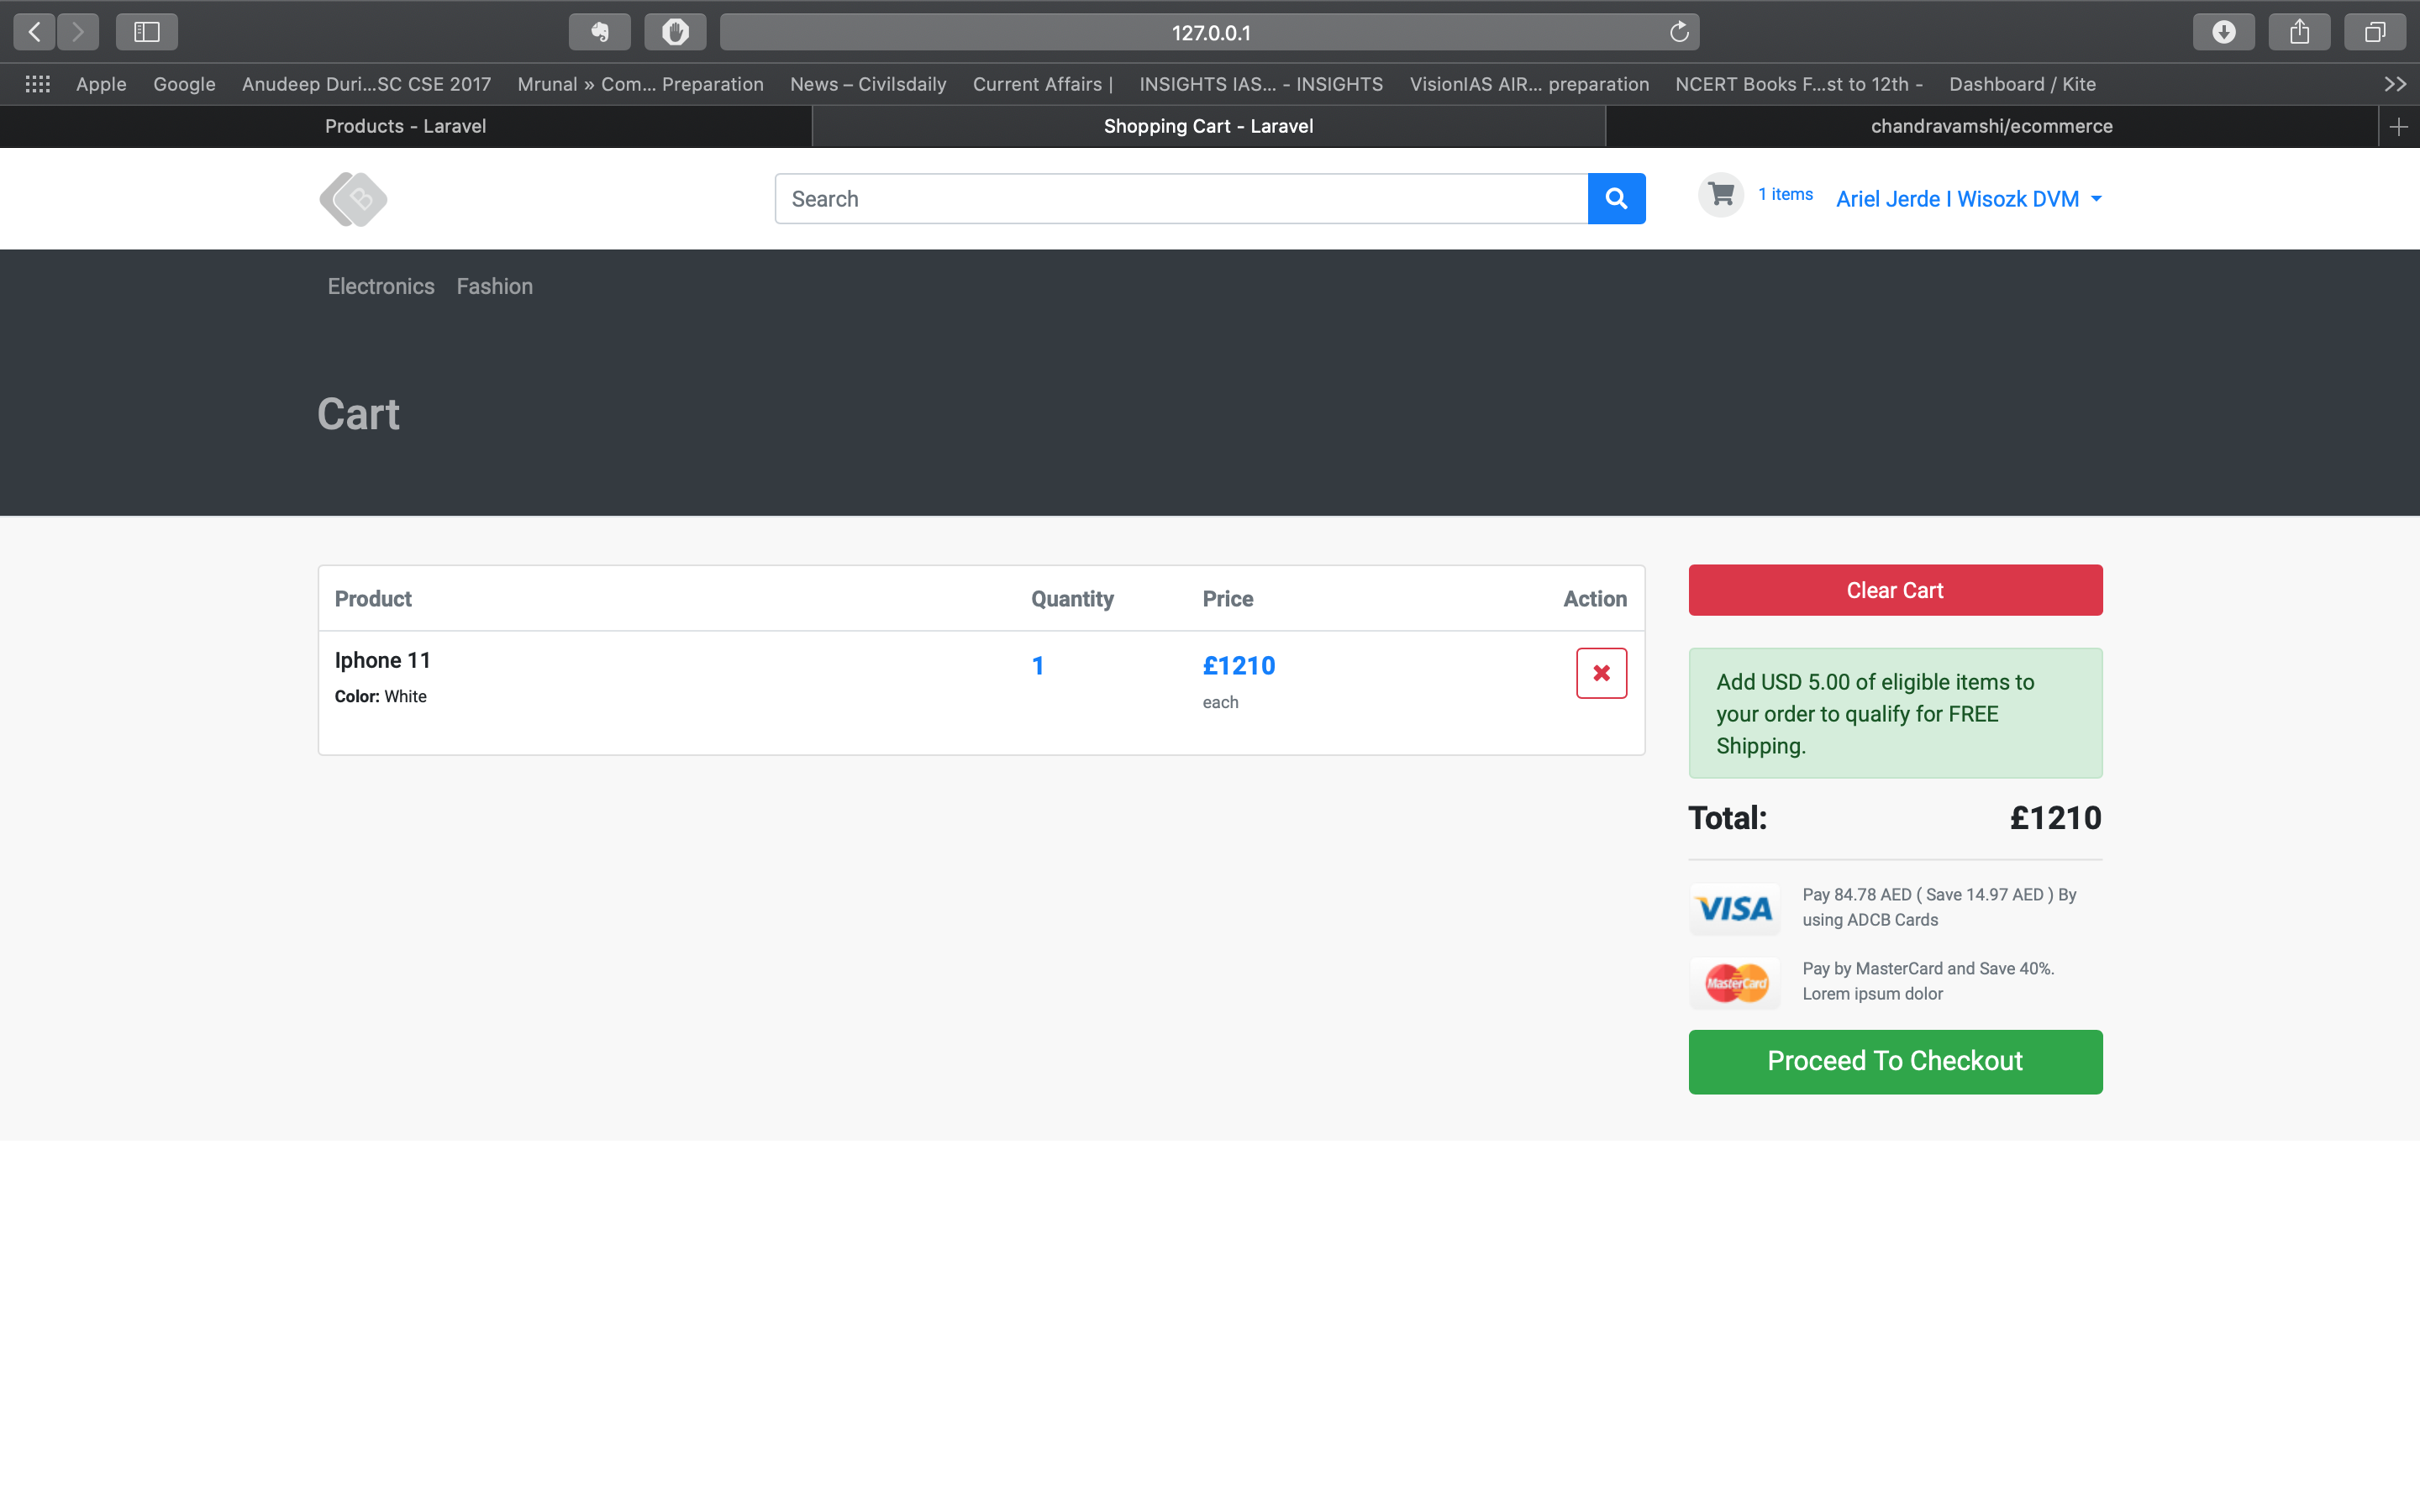 127.0.0.1
Apple Google Anudeep Duri...SC CSE 2017 Mrunal » Com... Preparation News – Civilsdaily Current Affairs | INSIGHTS IAS... - INSIGHTS VisionIAS AIR... preparation NCERT Books F...st to 12th - Dashboard / Kite
Products - Laravel Shopping Cart - Laravel chandravamshi/ecommerce
B Search 1 items Ariel Jerde I Wisozk DVM
Electronics Fashion
Cart
Product Quantity Price Action
Iphone 11 1 £1210
Color: White each
Clear Cart
Add USD 5.00 of eligible items to
your order to qualify for FREE
Shipping.
Total: £1210
VISA Pay 84.78 AED ( Save 14.97 AED ) By
using ADCB Cards
MasterCard Pay by MasterCard and Save 40%.
Lorem ipsum dolor
Proceed To Checkout